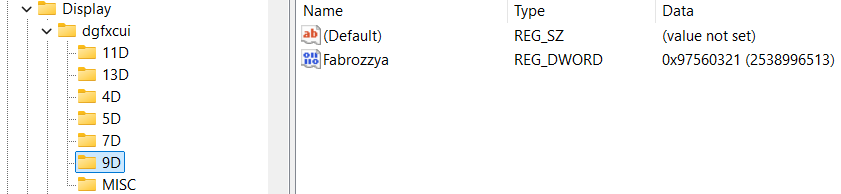 Display
dgfxcui
11D
13D
4D
5D
7D
9D
MISC
Name Type Data
(Default) REG_SZ (value not set)
Fabrozzya REG_DWORD 0x97560321 (2538996513)